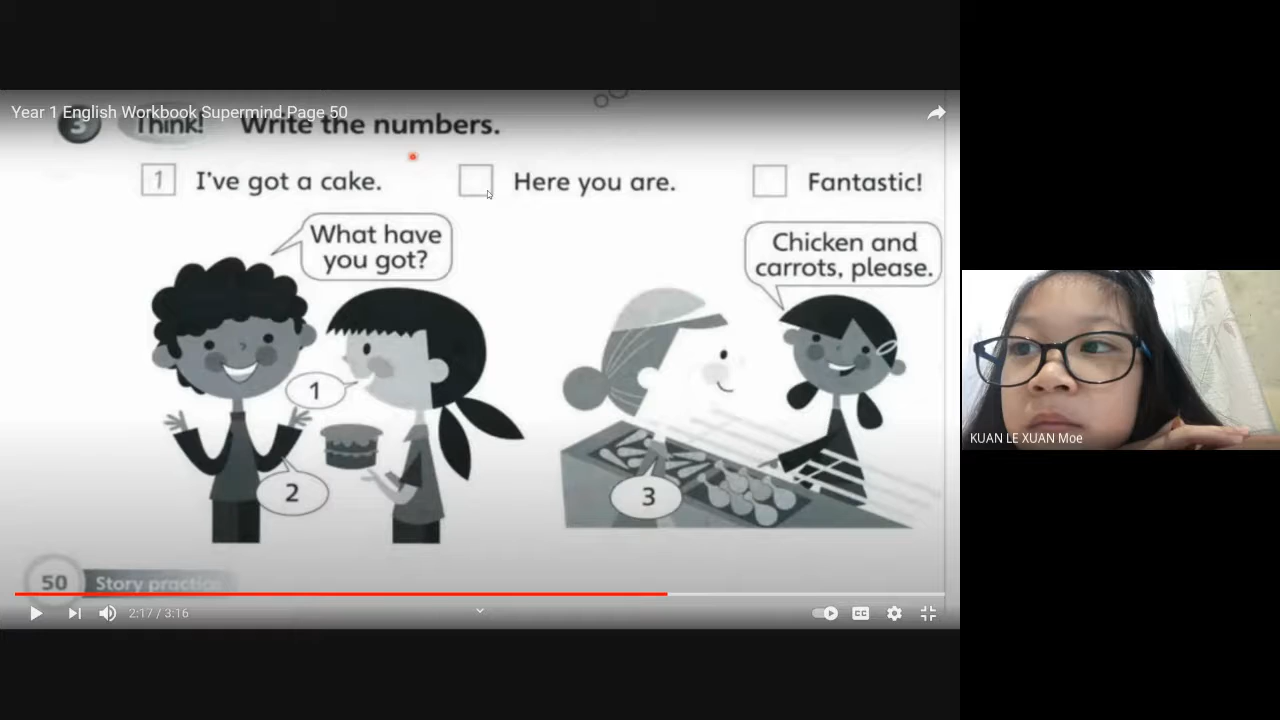 Year 1 English Workbook Supermind Page 50
3 Think! Write the numbers.
1 I've got a cake. Here you are. Fantastic!
What have
you got?
Chicken and
carrots, please.
1
2
3
50 Story practice
2:17 / 3:16
CC
KUAN LE XUAN Moe